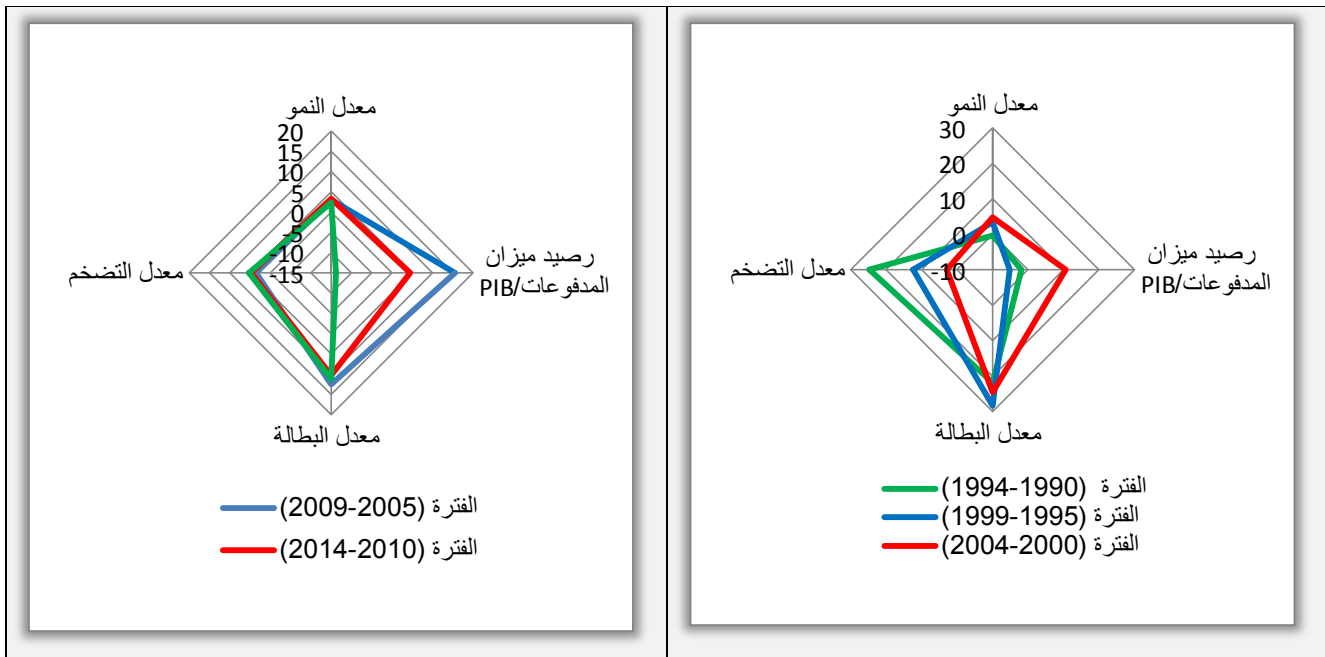 معدل النمو
30
20
10
0
-10
رصيد ميزان
المدفوعات/PIB
معدل التضخم
معدل البطالة
الفترة (1990-1994)
الفترة (1995-1999)
الفترة (2000-2004)
معدل النمو
20
15
10
5
0
-5
-10
-15
رصيد ميزان
المدفوعات/PIB
معدل التضخم
معدل البطالة
الفترة (2005-2009)
الفترة (2010-2014)